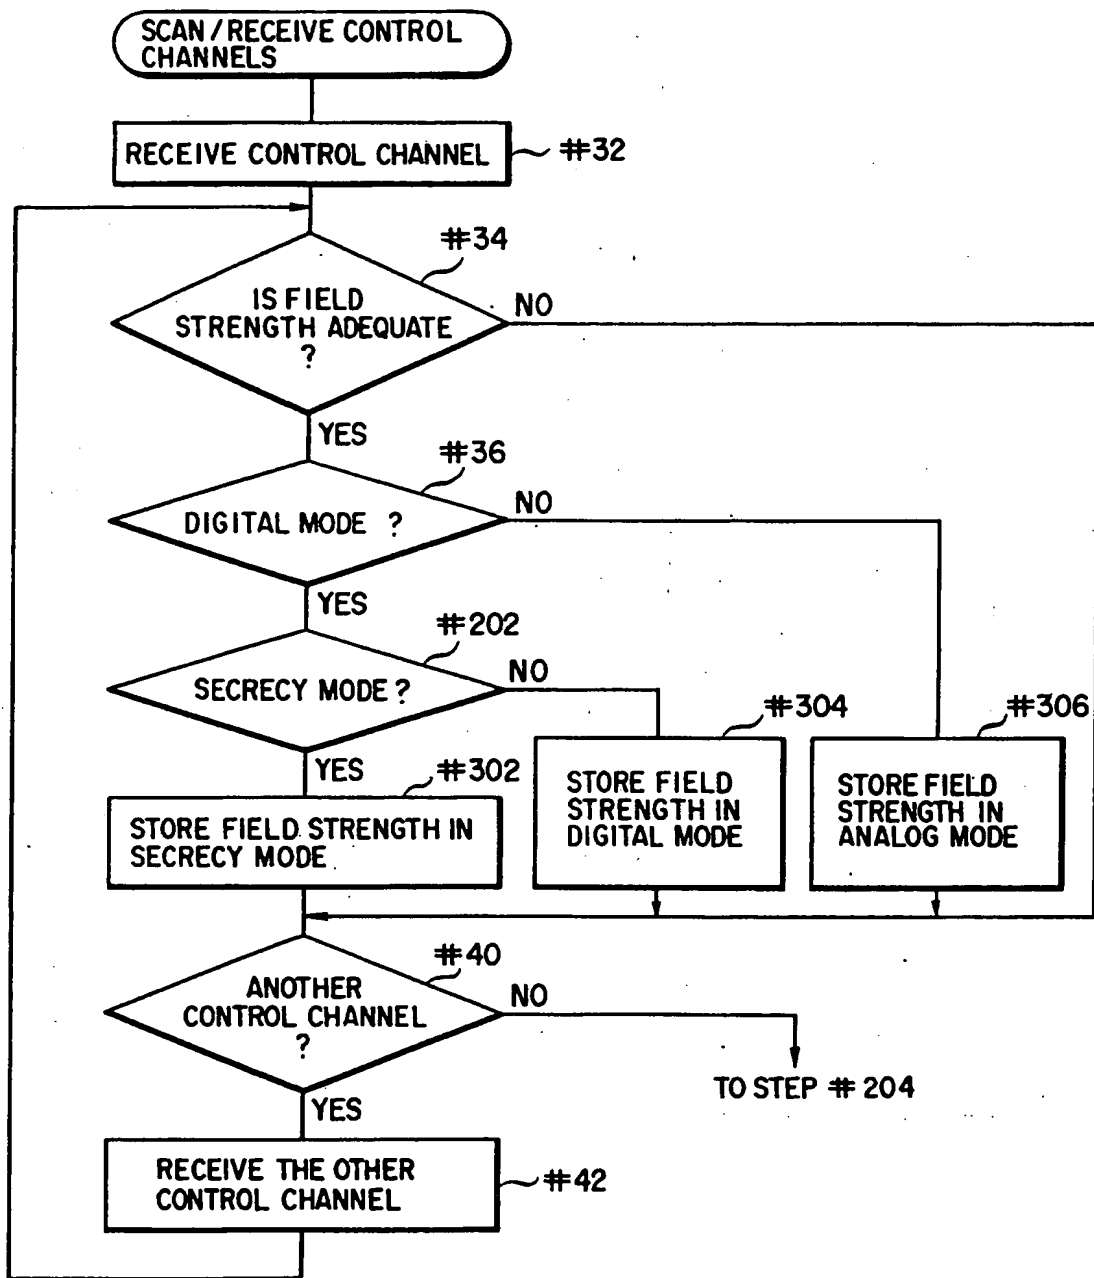 SCAN/RECEIVE CONTROL
CHANNELS
RECEIVE CONTROL CHANNEL
#32
#34
IS FIELD
STRENGTH ADEQUATE
?
NO
YES
#36
DIGITAL MODE ?
NO
YES
#202
SECRECY MODE?
NO
YES
#302
STORE FIELD STRENGTH IN
SECRECY MODE
#304
STORE FIELD
STRENGTH IN
DIGITAL MODE
#306
STORE FIELD
STRENGTH IN
ANALOG MODE
#40
ANOTHER
CONTROL CHANNEL
?
NO
TO STEP #204
YES
RECEIVE THE OTHER
CONTROL CHANNEL
#42